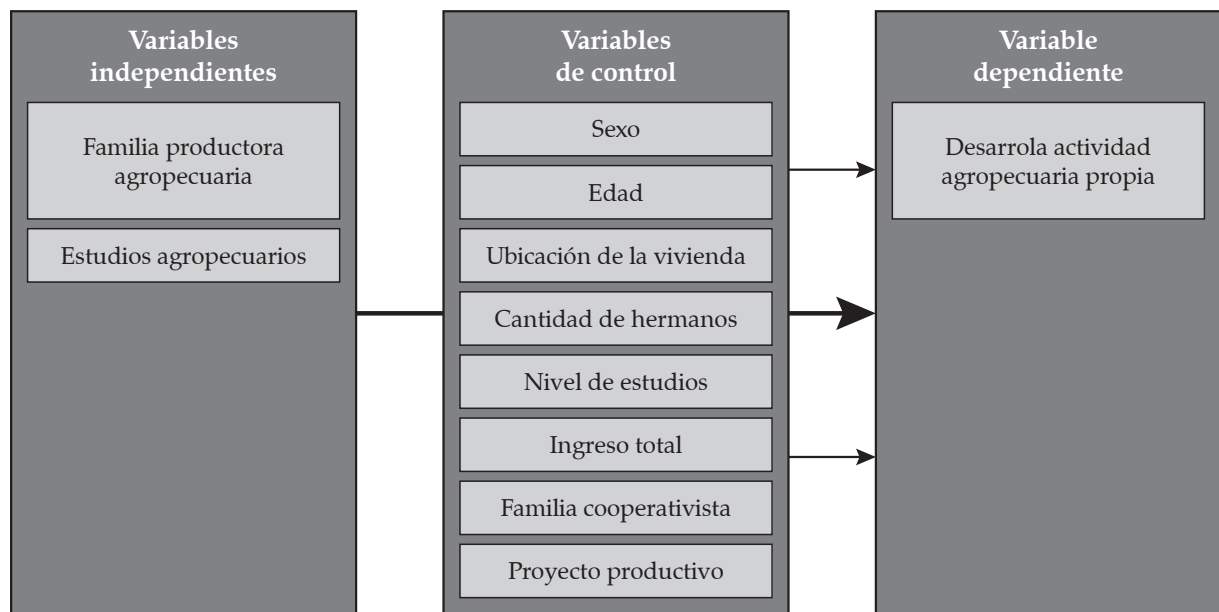 Variables
independientes
Familia productora
agropecuaria
Estudios agropecuarios
Variables
de control
Sexo
Edad
Ubicación de la vivienda
Cantidad de hermanos
Nivel de estudios
Ingreso total
Familia cooperativista
Proyecto productivo
Variable
dependiente
Desarrola actividad
agropecuaria propia